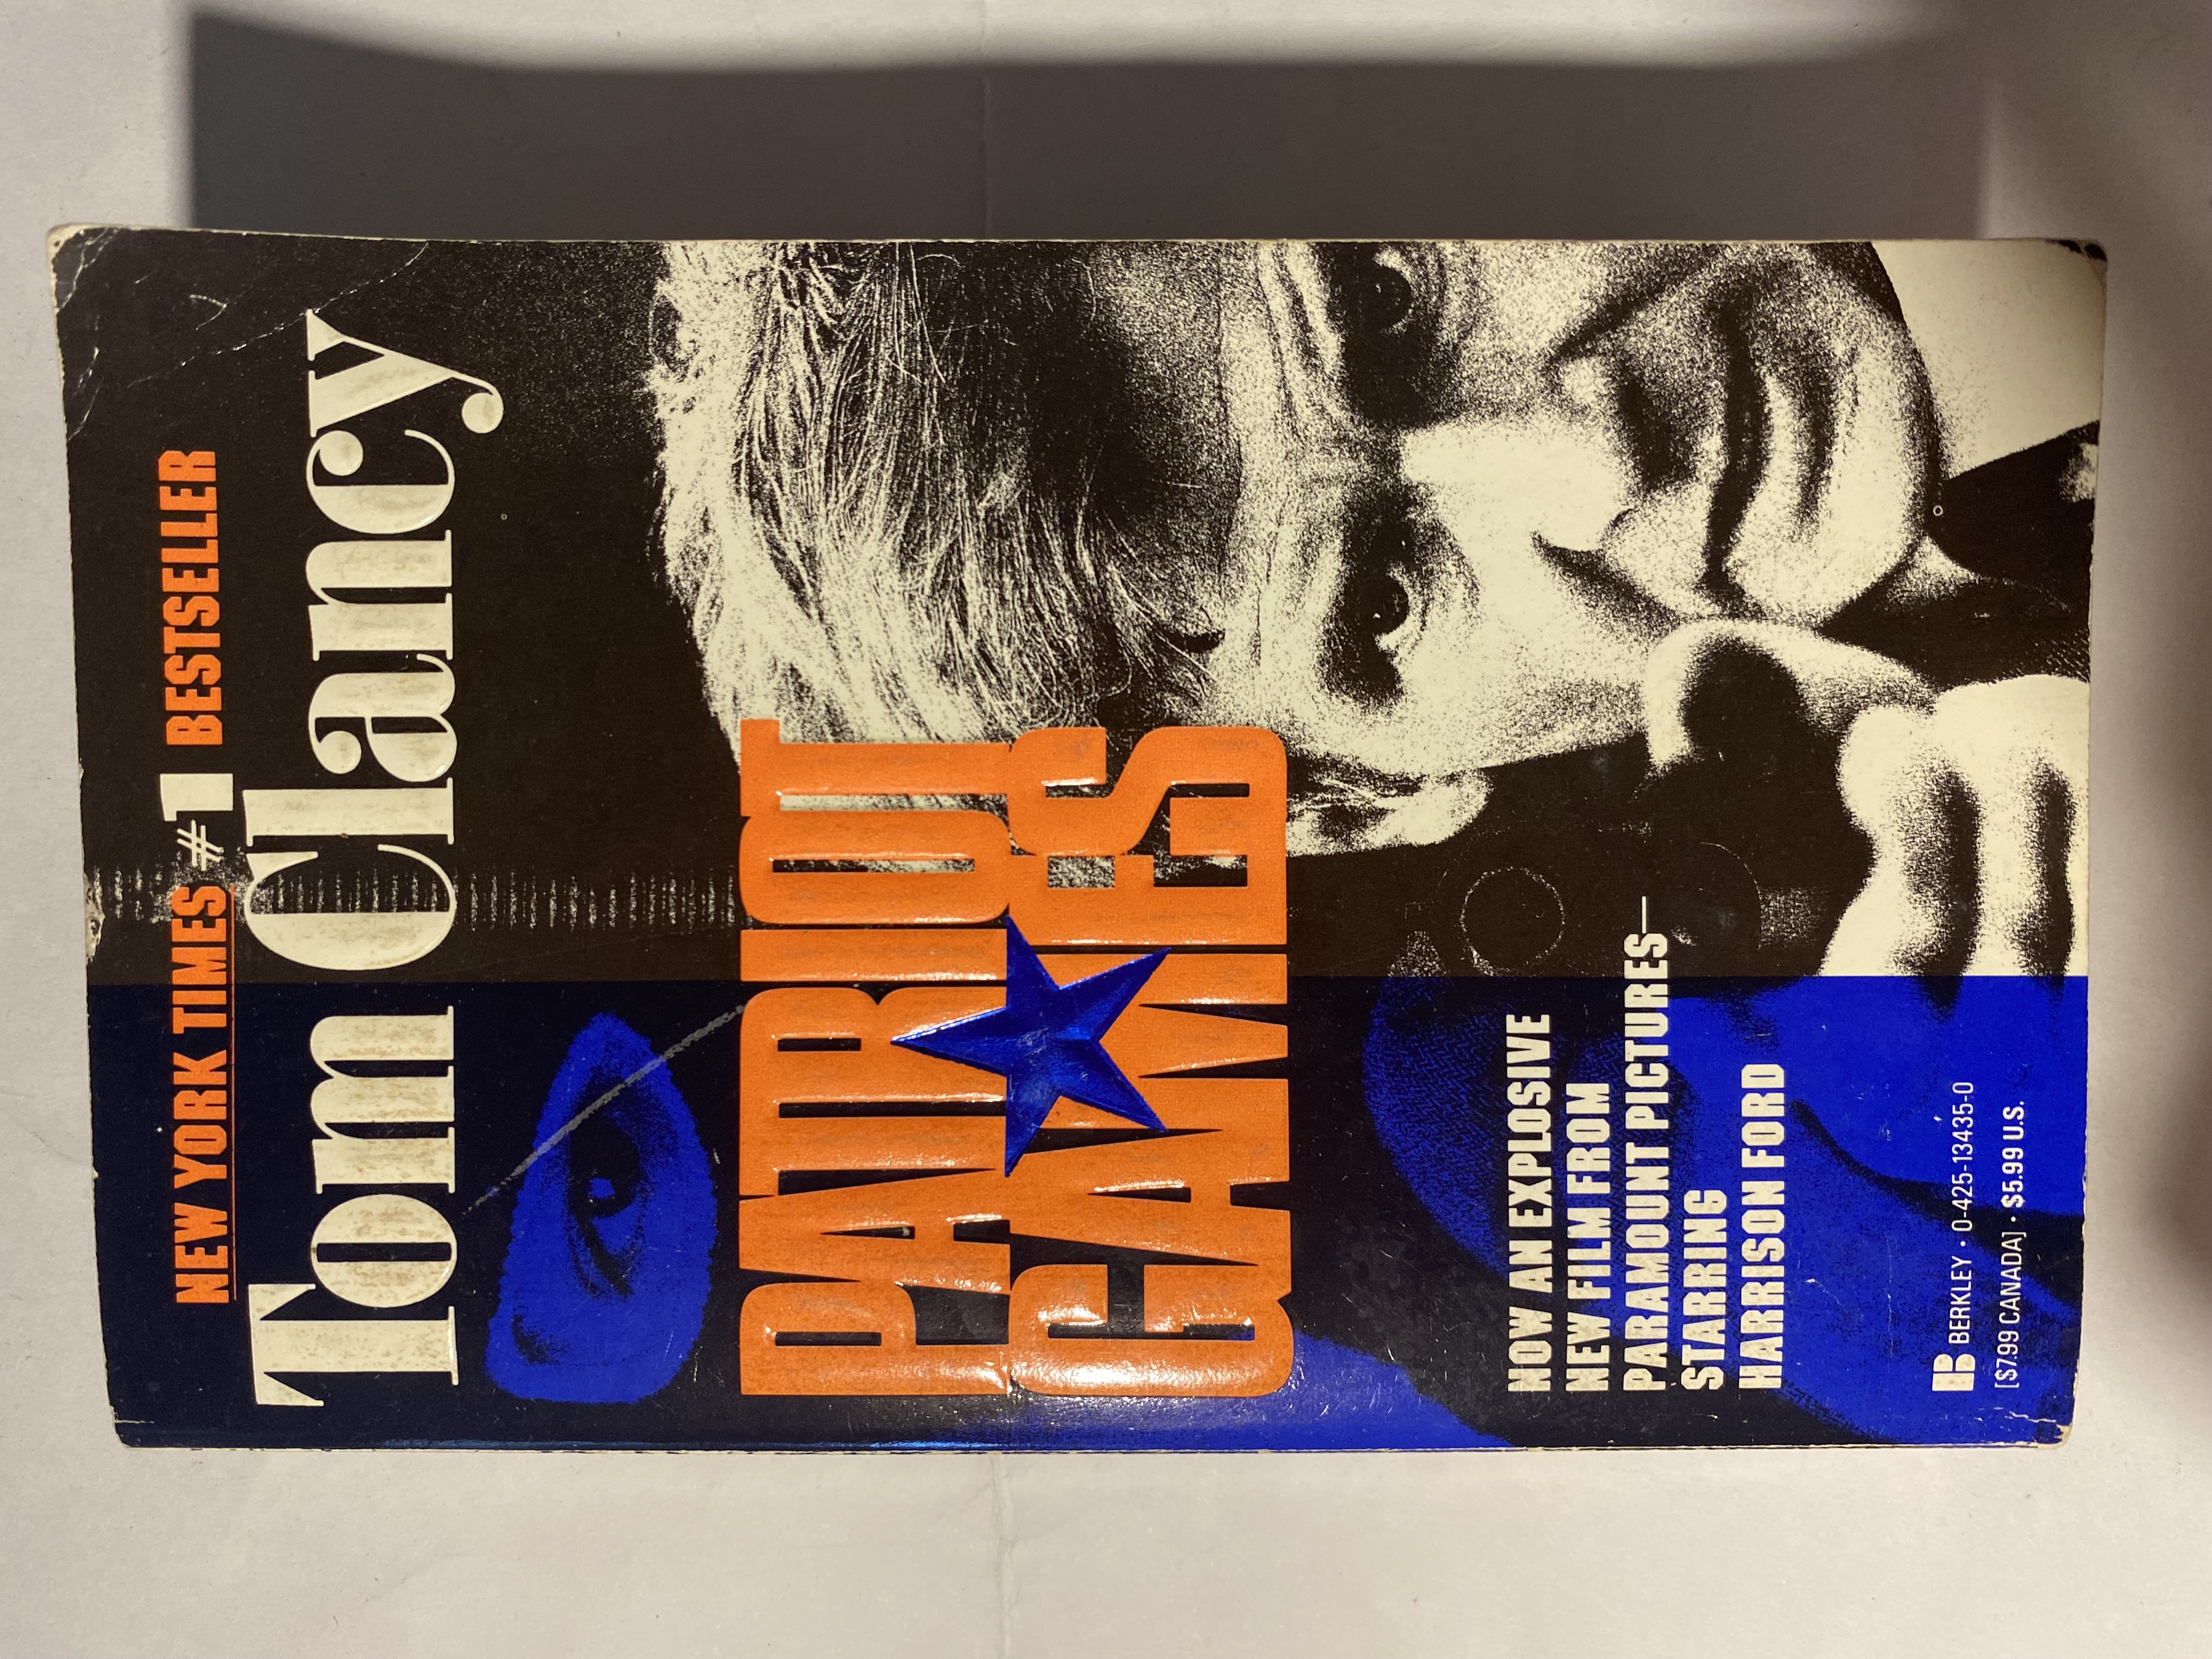 NEW YORK TIMES #1 BESTSELLER
Tom Clancy
PATRIOT
GAMES
NOW AN EXPLOSIVE
NEW FILM FROM
PARAMOUNT PICTURES—
STARRING
HARRISON FORD
B BERKLEY • 0-425-13435-0
[$7.99 CANADA] • $5.99 U.S.